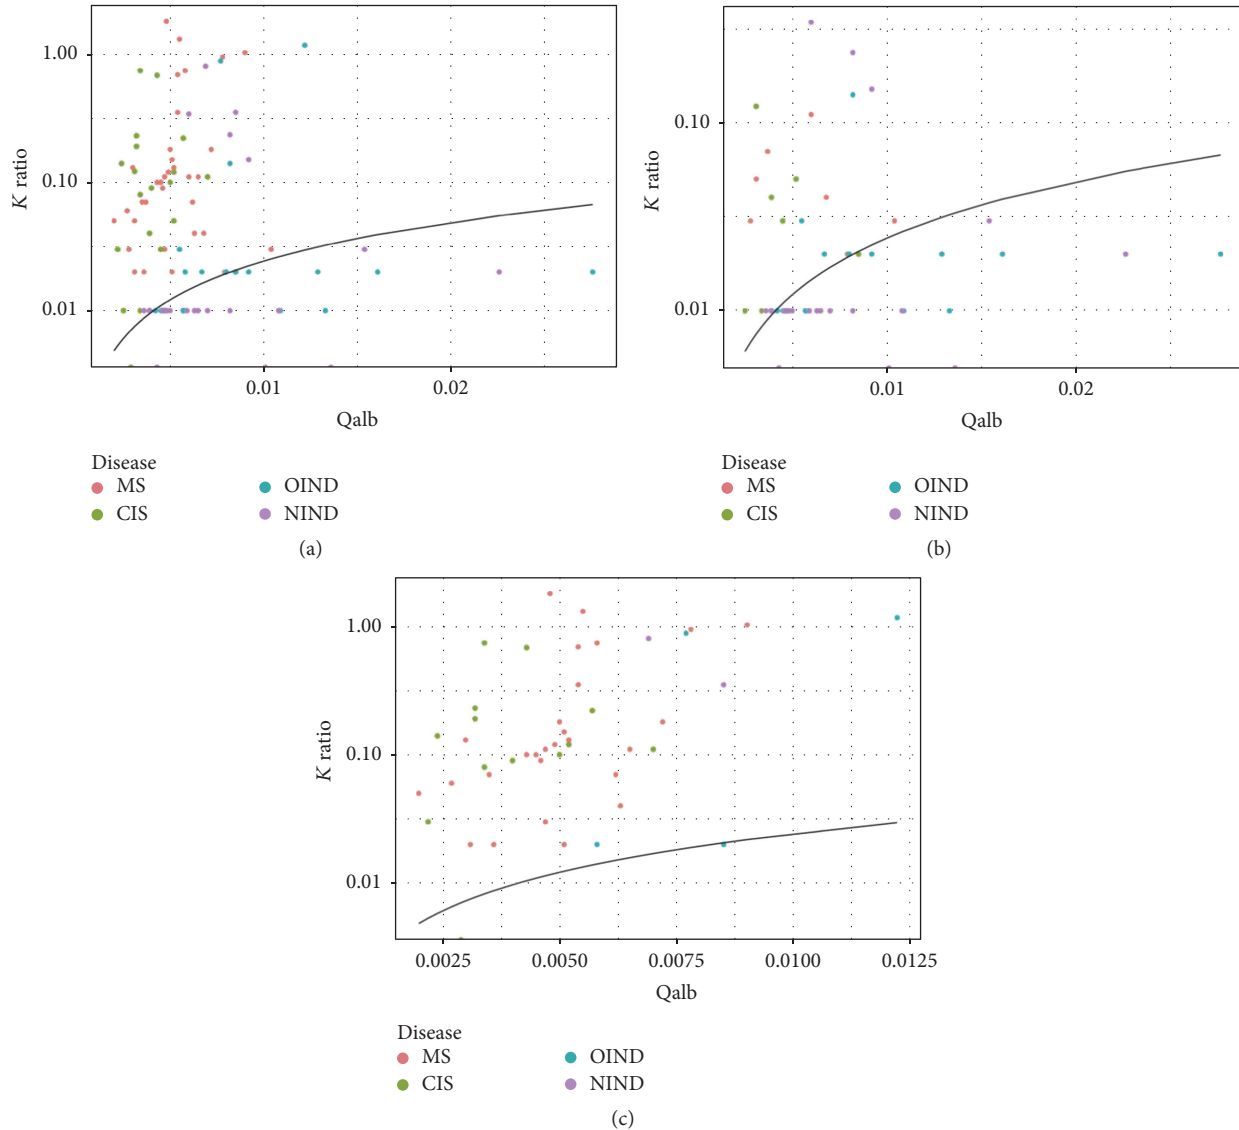 1.00
0.10
0.01
K ratio
0.01
0.02
Qalb
Disease
MS
OIND
CIS
NIND
(a)
0.10
0.01
K ratio
0.01
0.02
Qalb
Disease
MS
OIND
CIS
NIND
(b)
1.00
0.10
0.01
K ratio
0.0025
0.0050
0.0075
0.0100
0.0125
Qalb
Disease
MS
OIND
CIS
NIND
(c)